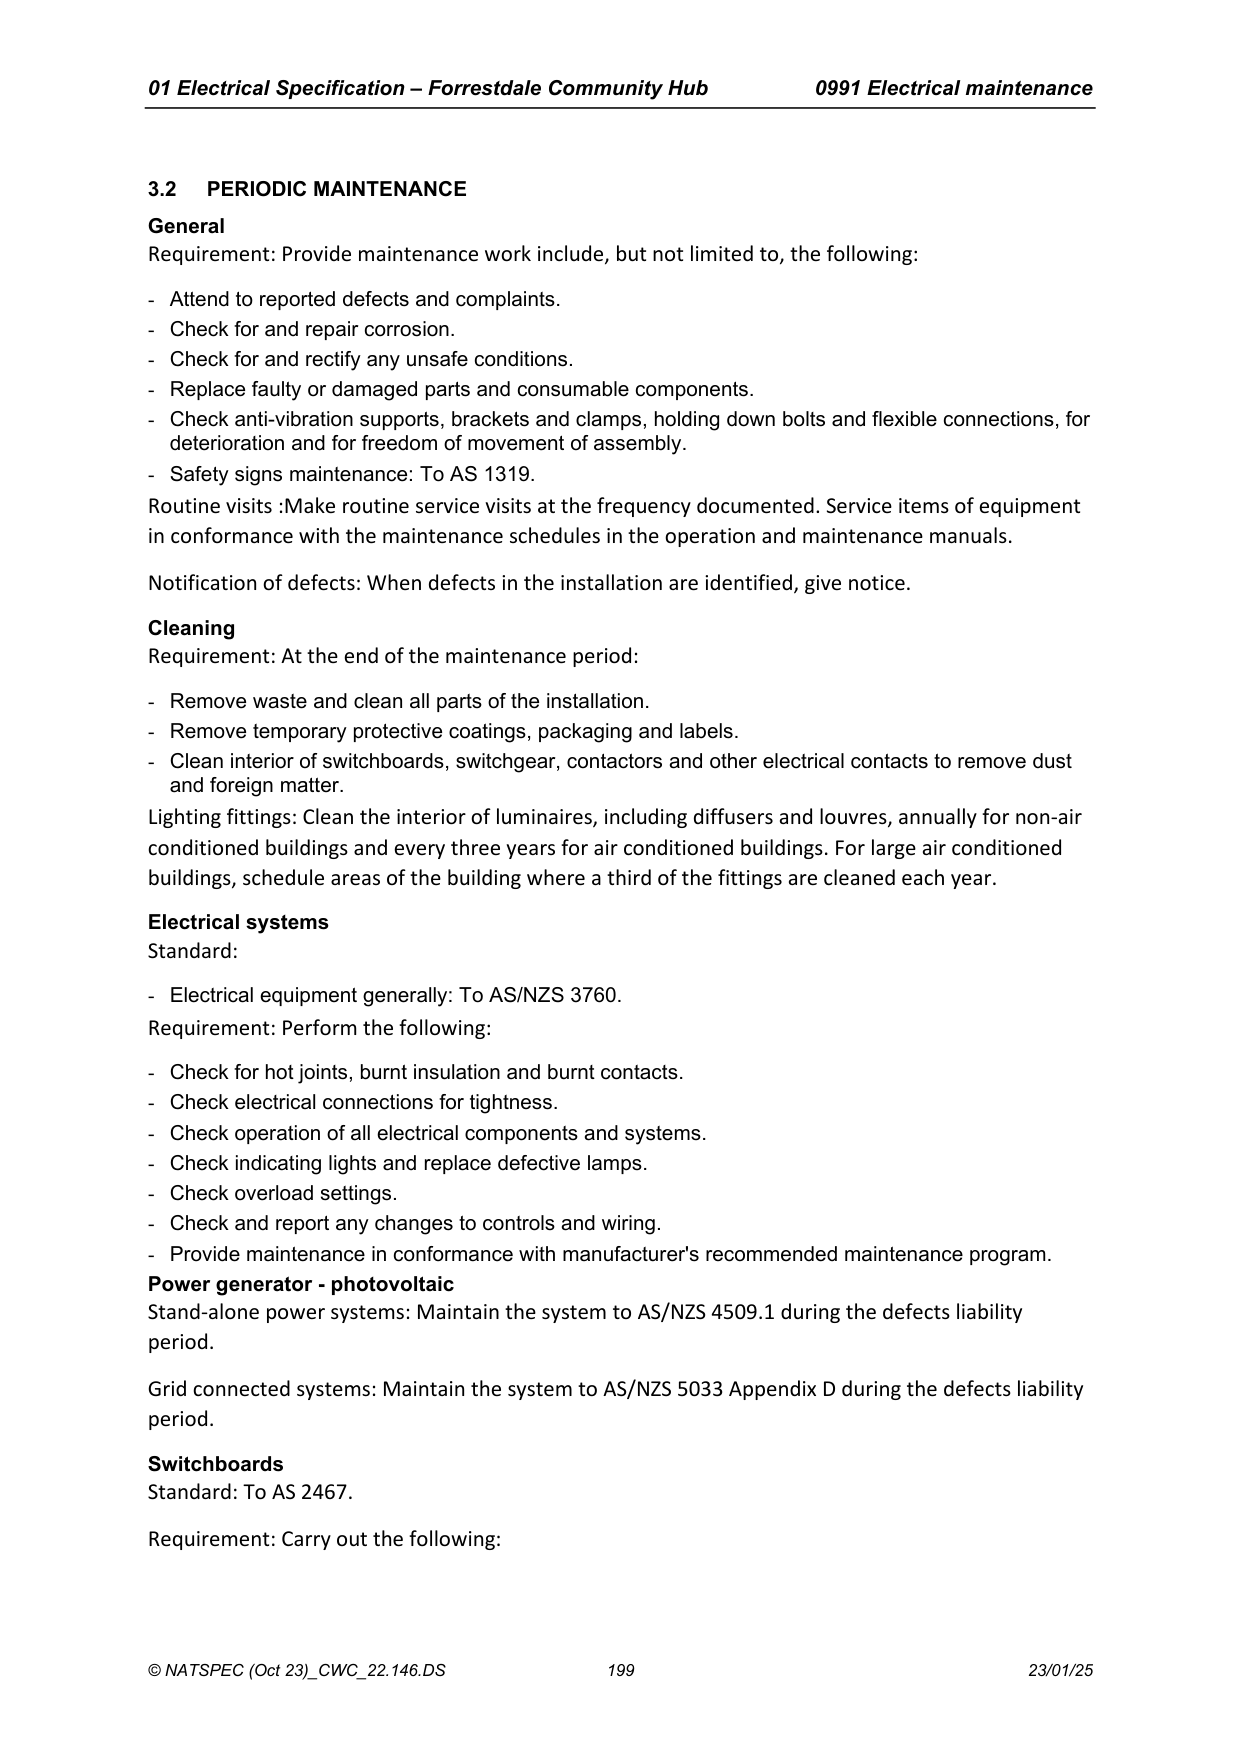 01 Electrical Specification – Forrestdale Community Hub 0991 Electrical maintenance
3.2 PERIODIC MAINTENANCE
General
Requirement: Provide maintenance work include, but not limited to, the following:
- Attend to reported defects and complaints.
- Check for and repair corrosion.
- Check for and rectify any unsafe conditions.
- Replace faulty or damaged parts and consumable components.
- Check anti-vibration supports, brackets and clamps, holding down bolts and flexible connections, for
deterioration and for freedom of movement of assembly.
- Safety signs maintenance: To AS 1319.
Routine visits :Make routine service visits at the frequency documented. Service items of equipment
in conformance with the maintenance schedules in the operation and maintenance manuals.
Notification of defects: When defects in the installation are identified, give notice.
Cleaning
Requirement: At the end of the maintenance period:
- Remove waste and clean all parts of the installation.
- Remove temporary protective coatings, packaging and labels.
- Clean interior of switchboards, switchgear, contactors and other electrical contacts to remove dust
and foreign matter.
Lighting fittings: Clean the interior of luminaires, including diffusers and louvres, annually for non-air
conditioned buildings and every three years for air conditioned buildings. For large air conditioned
buildings, schedule areas of the building where a third of the fittings are cleaned each year.
Electrical systems
Standard:
- Electrical equipment generally: To AS/NZS 3760.
Requirement: Perform the following:
- Check for hot joints, burnt insulation and burnt contacts.
- Check electrical connections for tightness.
- Check operation of all electrical components and systems.
- Check indicating lights and replace defective lamps.
- Check overload settings.
- Check and report any changes to controls and wiring.
- Provide maintenance in conformance with manufacturer's recommended maintenance program.
Power generator - photovoltaic
Stand-alone power systems: Maintain the system to AS/NZS 4509.1 during the defects liability
period.
Grid connected systems: Maintain the system to AS/NZS 5033 Appendix D during the defects liability
period.
Switchboards
Standard: To AS 2467.
Requirement: Carry out the following:
© NATSPEC (Oct 23)_CWC_22.146.DS 199 23/01/25